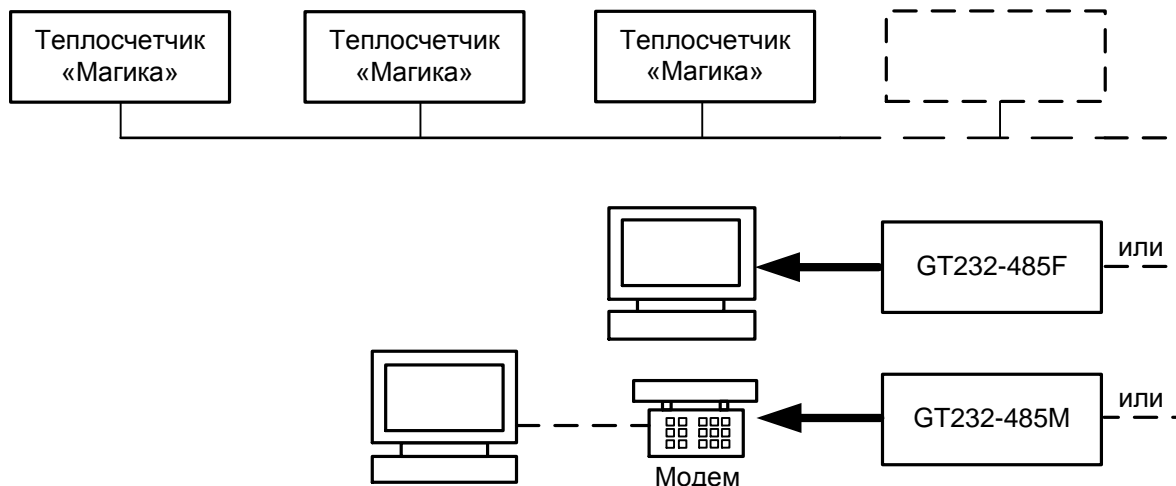 Теплосчетчик
«Магика»
Теплосчетчик
«Магика»
Теплосчетчик
«Магика»
GT232-485F
или
GT232-485M
или
Модем